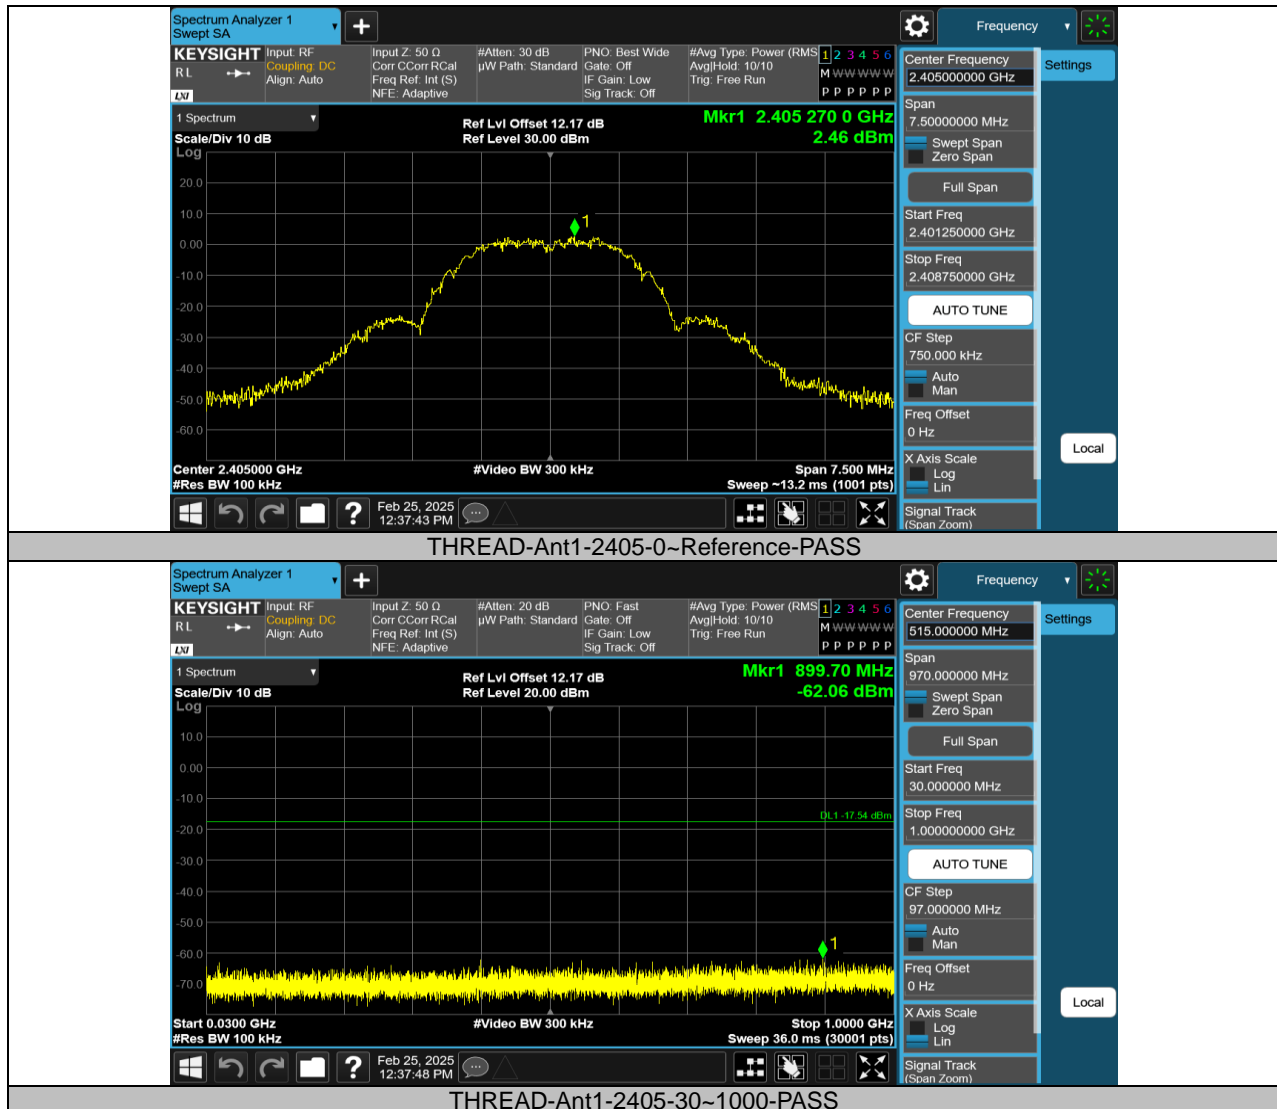 Spectrum Analyzer 1
Swept SA
Frequency
KEYSIGHT
RL
LXI
Input: RF
Coupling: DC
Align: Auto
Input Z: 50 Ω
Corr CCorr RCal
Freq Ref: Int (S)
NFE: Adaptive
#Atten: 30 dB
µW Path: Standard
PNO: Best Wide
Gate: Off
IF Gain: Low
Sig Track: Off
#Avg Type: Power (RMS
Avg|Hold: 10/10
Trig: Free Run
1 2 3 4 5 6
M W W W W W
P P P P P P
1 Spectrum
Scale/Div 10 dB
Log
Ref Lvl Offset 12.17 dB
Ref Level 30.00 dBm
Mkr1 2.405 270 0 GHz
2.46 dBm
1
20.0
10.0
0.00
-10.0
-20.0
-30.0
-40.0
-50.0
-60.0
Center 2.405000 GHz
#Res BW 100 kHz
#Video BW 300 kHz
Span 7.500 MHz
Sweep ~13.2 ms (1001 pts)
Feb 25, 2025
12:37:43 PM
Center Frequency
2.405000000 GHz
Span
7.50000000 MHz
Swept Span
Zero Span
Full Span
Start Freq
2.401250000 GHz
Stop Freq
2.408750000 GHz
AUTO TUNE
CF Step
750.000 kHz
Auto
Man
Freq Offset
0 Hz
X Axis Scale
Log
Lin
Signal Track
(Span Zoom)
Settings
Local
THREAD-Ant1-2405-0~Reference-PASS
Spectrum Analyzer 1
Swept SA
Frequency
KEYSIGHT
RL
LXI
Input: RF
Coupling: DC
Align: Auto
Input Z: 50 Ω
Corr CCorr RCal
Freq Ref: Int (S)
NFE: Adaptive
#Atten: 20 dB
µW Path: Standard
PNO: Fast
Gate: Off
IF Gain: Low
Sig Track: Off
#Avg Type: Power (RMS
Avg|Hold: 10/10
Trig: Free Run
1 2 3 4 5 6
M W W W W W
P P P P P P
1 Spectrum
Scale/Div 10 dB
Log
Ref Lvl Offset 12.17 dB
Ref Level 20.00 dBm
Mkr1 899.70 MHz
-62.06 dBm
10.0
0.00
-10.0
DL1 -17.54 dBm
-20.0
-30.0
-40.0
-50.0
-60.0
1
-70.0
Start 0.0300 GHz
#Res BW 100 kHz
#Video BW 300 kHz
Stop 1.0000 GHz
Sweep 36.0 ms (30001 pts)
Feb 25, 2025
12:37:48 PM
Center Frequency
515.000000 MHz
Span
970.000000 MHz
Swept Span
Zero Span
Full Span
Start Freq
30.000000 MHz
Stop Freq
1.000000000 GHz
AUTO TUNE
CF Step
97.000000 MHz
Auto
Man
Freq Offset
0 Hz
X Axis Scale
Log
Lin
Signal Track
(Span Zoom)
Settings
Local
THREAD-Ant1-2405-30~1000-PASS